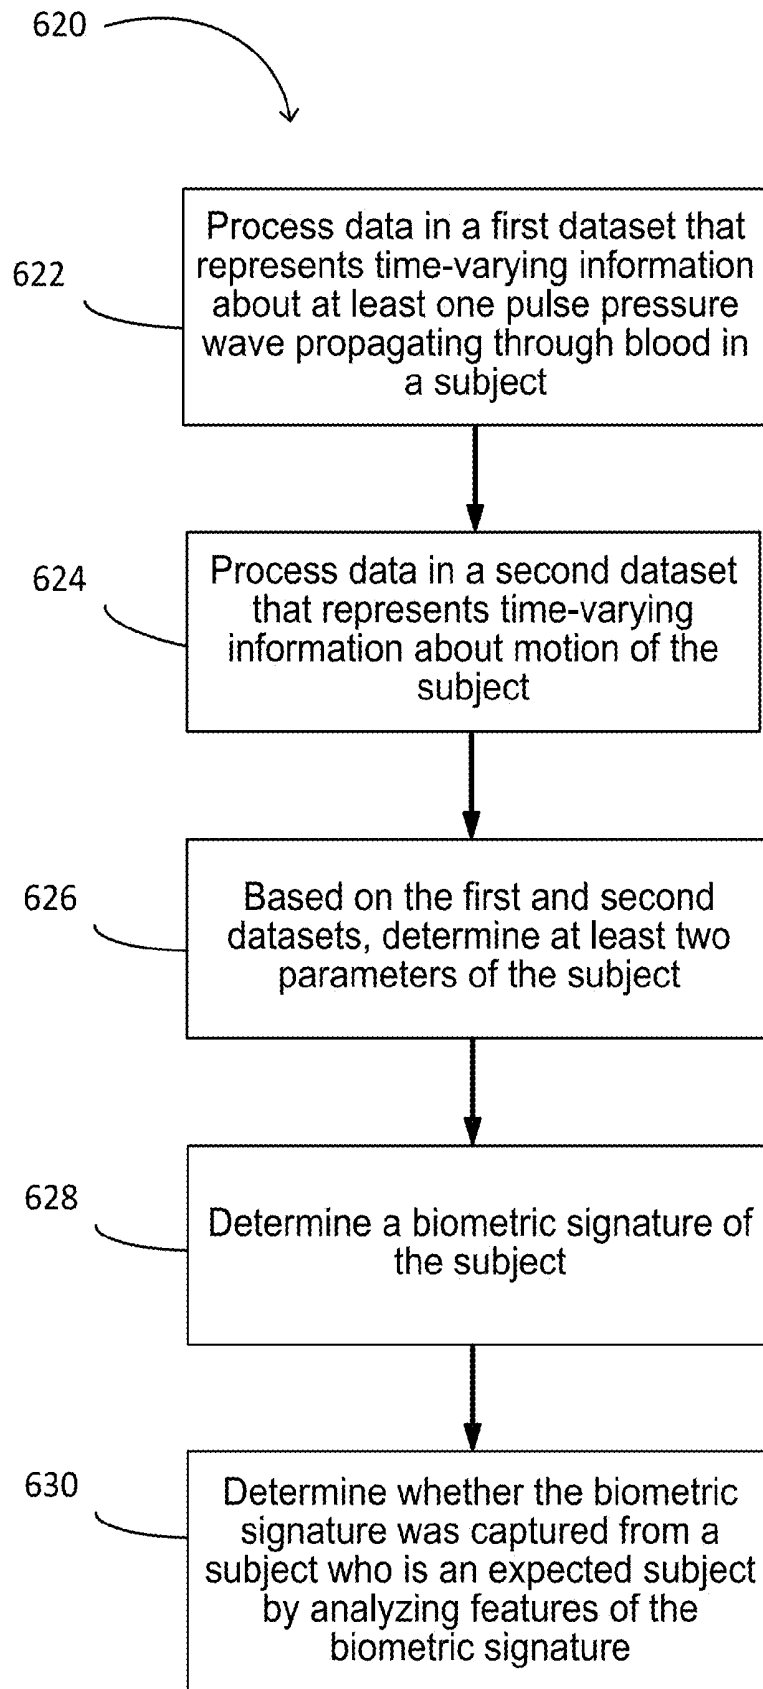 620
622
Process data in a first dataset that
represents time-varying information
about at least one pulse pressure
wave propagating through blood in
a subject
624
Process data in a second dataset
that represents time-varying
information about motion of the
subject
626
Based on the first and second
datasets, determine at least two
parameters of the subject
628
Determine a biometric signature of
the subject
630
Determine whether the biometric
signature was captured from a
subject who is an expected subject
by analyzing features of the
biometric signature